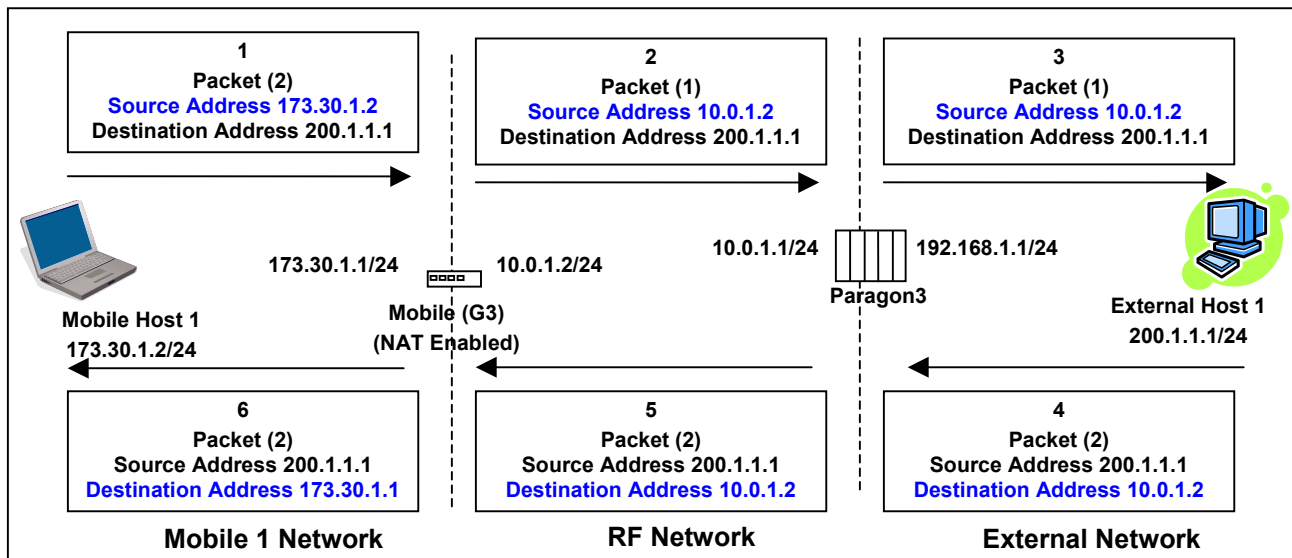 1
Packet (2)
Source Address 173.30.1.2
Destination Address 200.1.1.1
2
Packet (1)
Source Address 10.0.1.2
Destination Address 200.1.1.1
3
Packet (1)
Source Address 10.0.1.2
Destination Address 200.1.1.1
Mobile Host 1
173.30.1.2/24
173.30.1.1/24
10.0.1.2/24
Mobile (G3)
(NAT Enabled)
10.0.1.1/24
192.168.1.1/24
Paragon3
External Host 1
200.1.1.1/24
6
Packet (2)
Source Address 200.1.1.1
Destination Address 173.30.1.1
5
Packet (2)
Source Address 200.1.1.1
Destination Address 10.0.1.2
4
Packet (2)
Source Address 200.1.1.1
Destination Address 10.0.1.2
Mobile 1 Network
RF Network
External Network